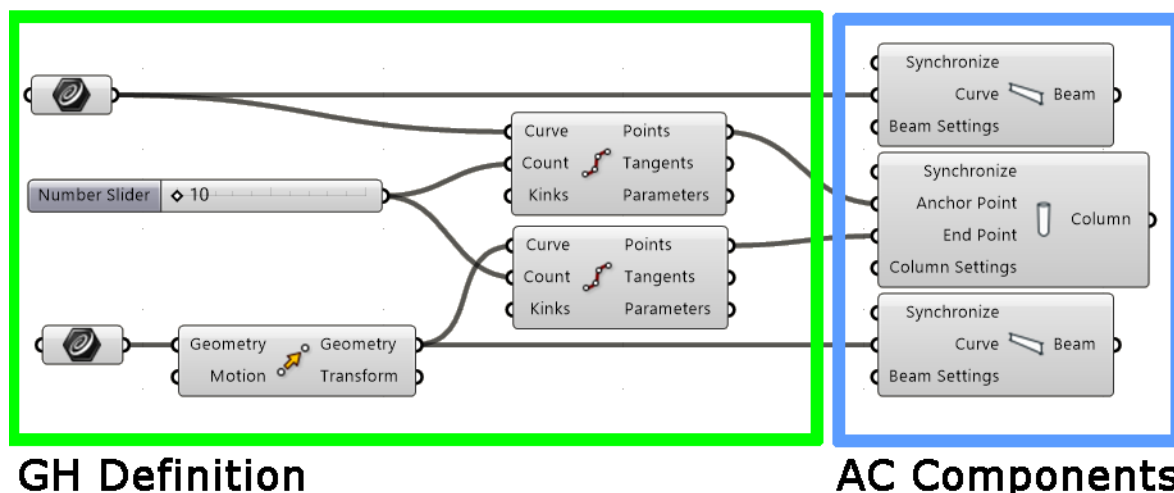 Synchronize
Curve Beam
Beam Settings
Curve Points
Count Tangents
Kinks Parameters
Number Slider 10
Synchronize
Anchor Point
Column
End Point
Column Settings
Curve Points
Count Tangents
Kinks Parameters
Geometry Geometry
Motion Transform
Synchronize
Curve Beam
Beam Settings
GH Definition
AC Components